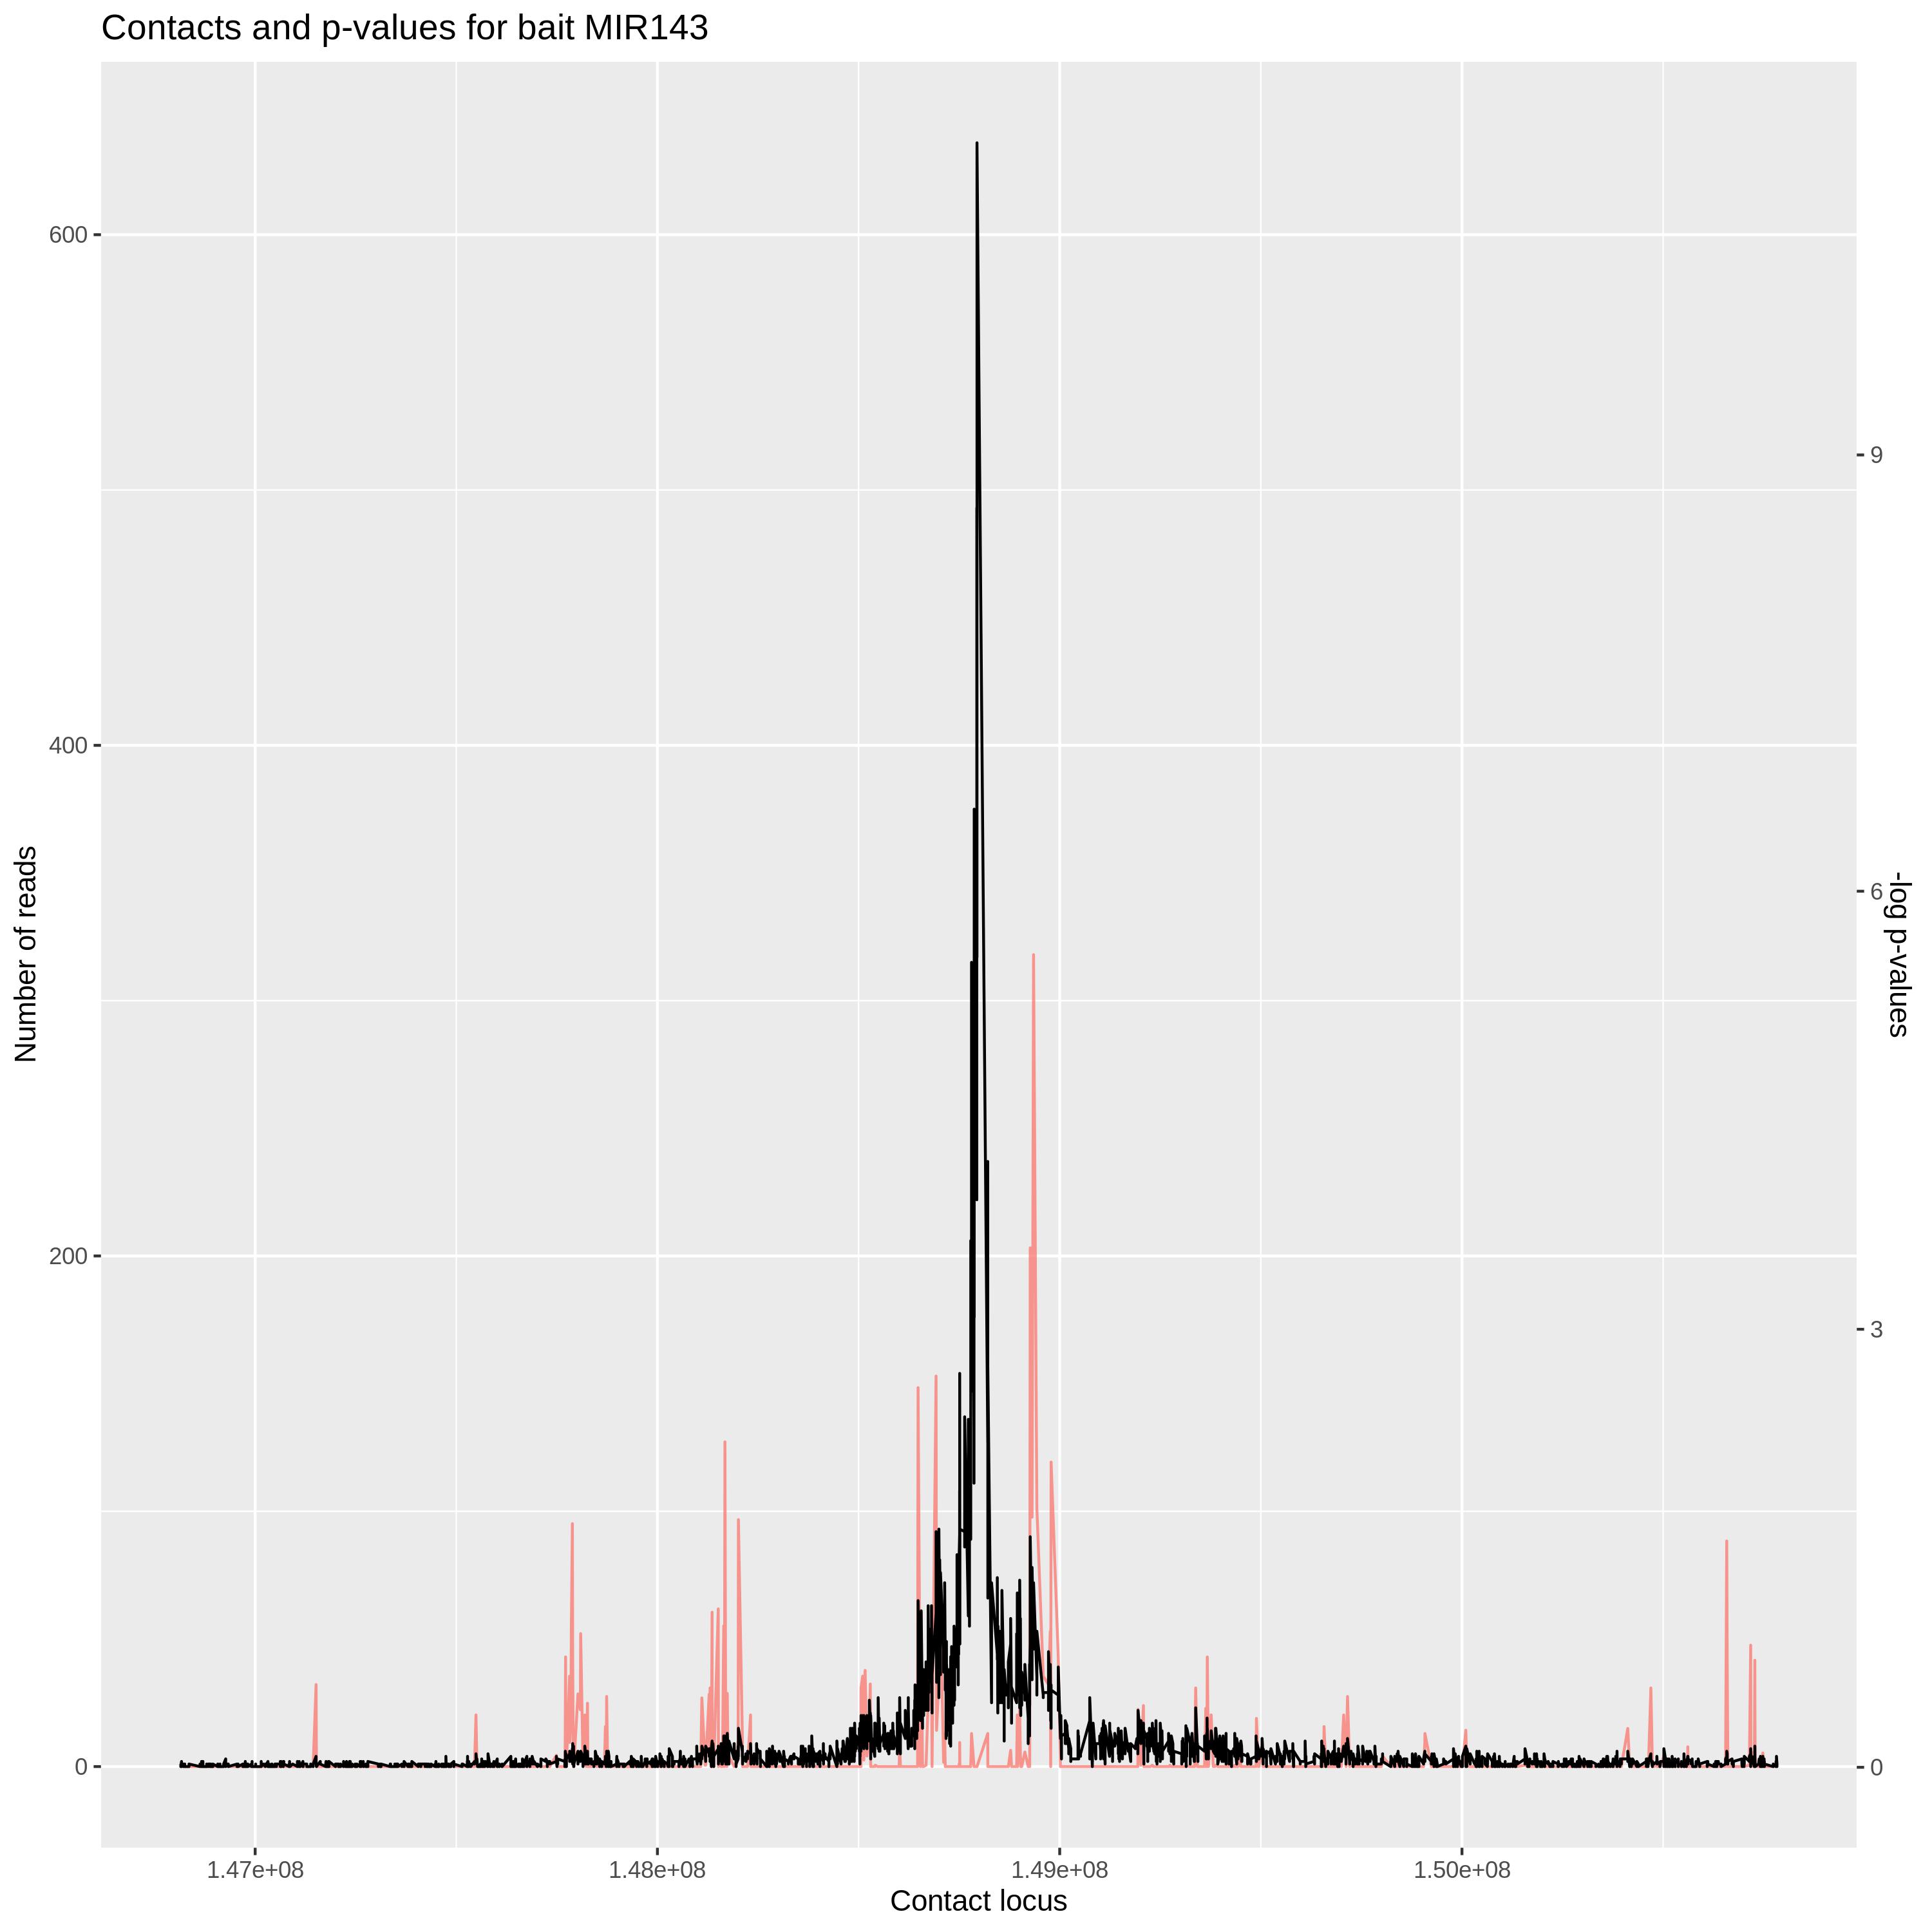 Contacts and p-values for bait MIR143
600
400
200
0
Number of reads
9
6
3
0
-log p-values
1.47e+08
1.48e+08
1.49e+08
1.50e+08
Contact locus